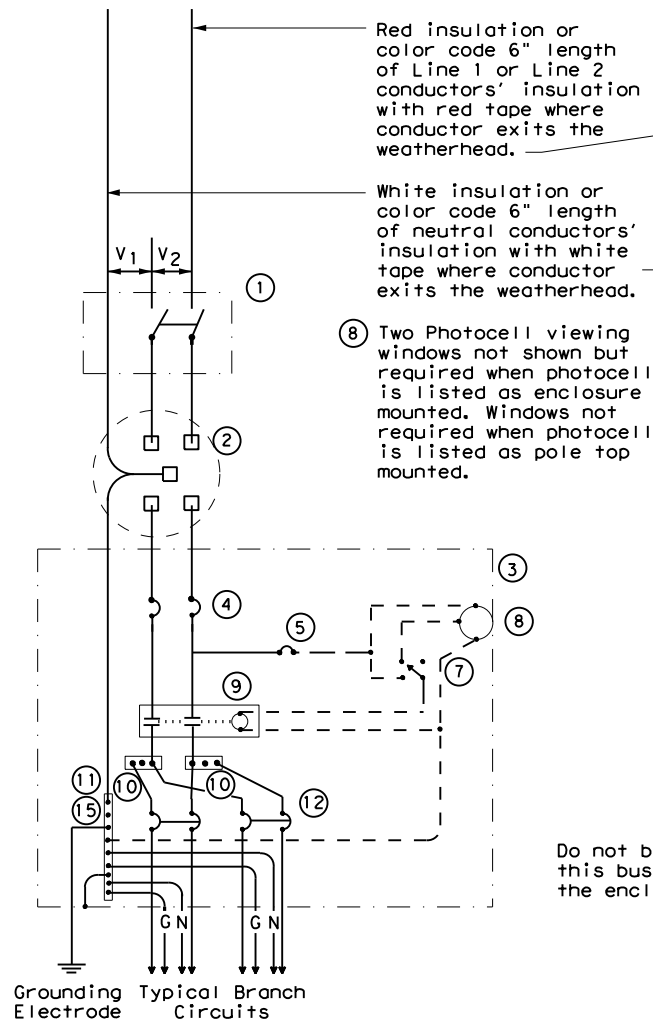 Red insulation or
color code 6" length
of Line 1 or Line 2
conductors' insulation
with red tape where
conductor exits the
weatherhead.
White insulation or
color code 6" length
of neutral conductors'
insulation with white
tape where conductor
exits the weatherhead.
V1 V2
1
8 Two Photocell viewing
windows not shown but
required when photocell
is listed as enclosure
mounted. Windows not
required when photocell
is listed as pole top
mounted.
2
3
4
5
8
7
9
11
10
10
15
12
Do not b
this bus
the encl
G N
G N
Grounding
Electrode
Typical Branch
Circuits